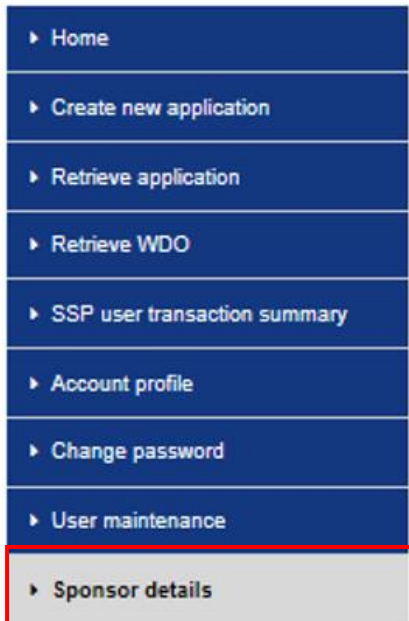 Home
Create new application
Retrieve application
Retrieve WDO
SSP user transaction summary
Account profile
Change password
User maintenance
Sponsor details